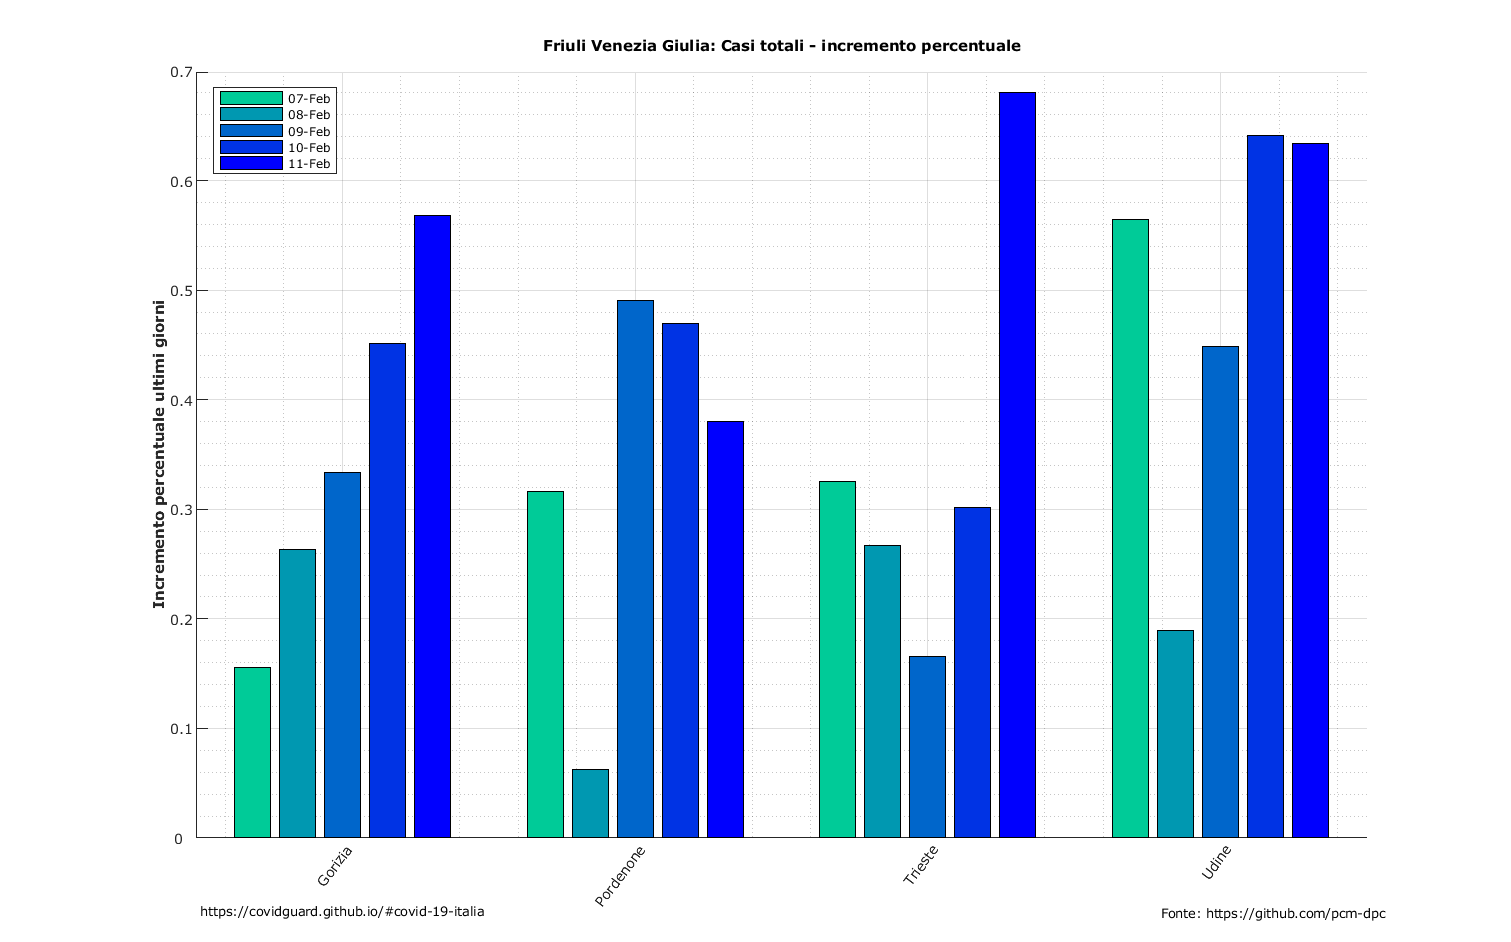 Friuli Venezia Giulia: Casi totali - incremento percentuale
07-Feb
08-Feb
09-Feb
10-Feb
11-Feb
Incremento percentuale ultimi giorni
0.7
0.6
0.5
0.4
0.3
0.2
0.1
0
Gorizia
Pordenone
Trieste
Udine
https://covidguard.github.io/#covid-19-italia
Fonte: https://github.com/pcm-dpc